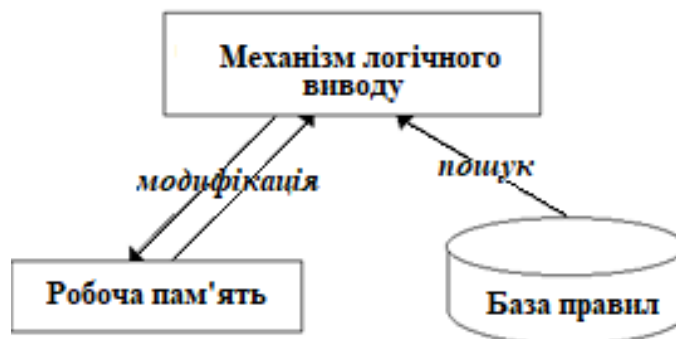 Механізм логічного
виводу
модифікація
пошук
Робоча пам'ять
База правил